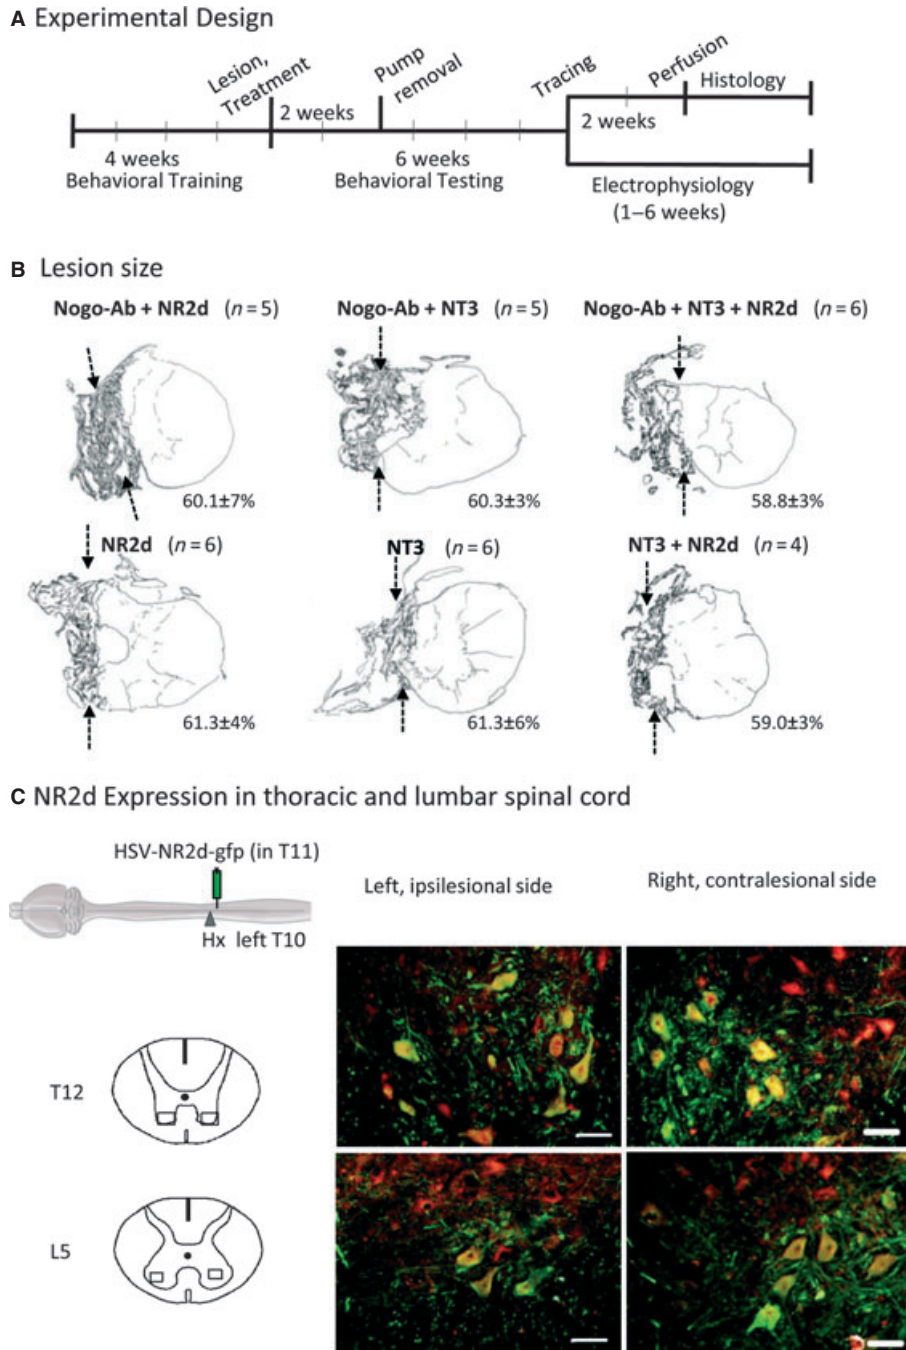 A Experimental Design
Lesion,
Treatment
Pump
removal
Tracing
Perfusion
Histology
2 weeks
2 weeks
4 weeks
Behavioral Training
6 weeks
Behavioral Testing
Electrophysiology
(1–6 weeks)
B Lesion size
Nogo-Ab + NR2d (n = 5)
Nogo-Ab + NT3 (n = 5)
Nogo-Ab + NT3 + NR2d (n = 6)
60.1±7%
60.3±3%
58.8±3%
NR2d (n = 6)
NT3 (n = 6)
NT3 + NR2d (n = 4)
61.3±4%
61.3±6%
59.0±3%
C NR2d Expression in thoracic and lumbar spinal cord
HSV-NR2d-gfp (in T11)
Hx left T10
Left, ipsilesional side
Right, contralesional side
T12
L5